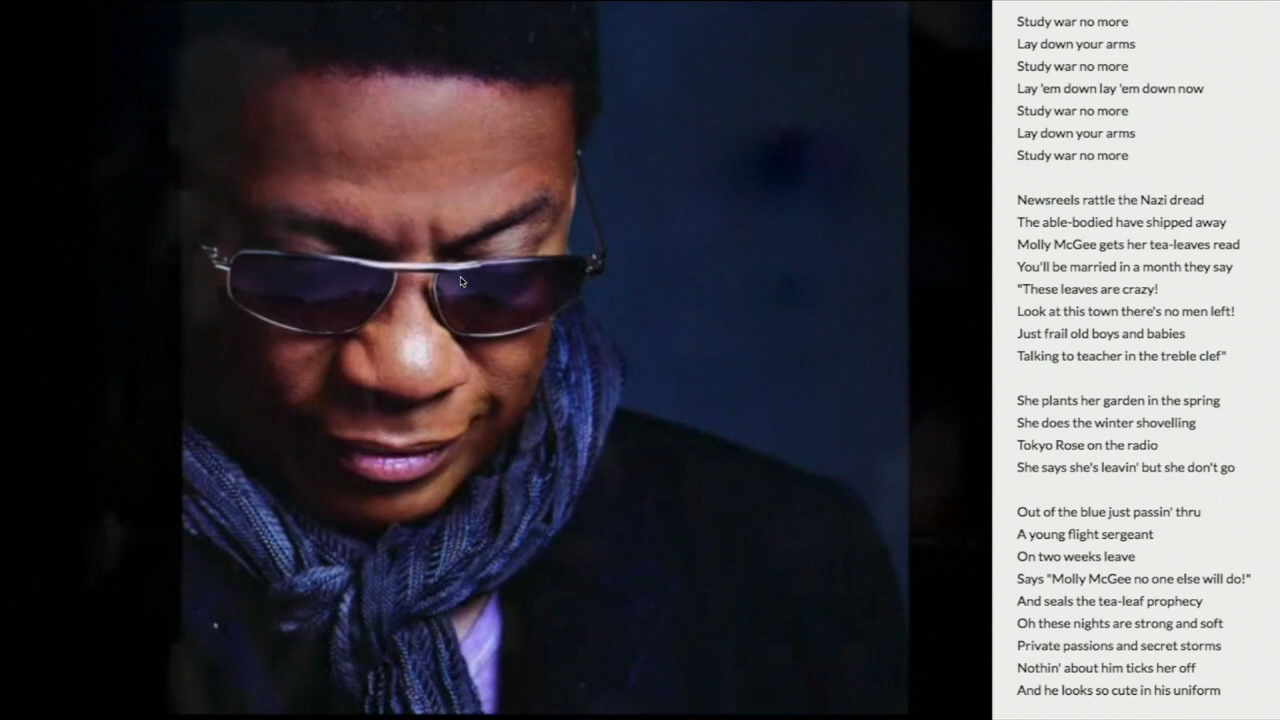 Study war no more
Lay down your arms
Study war no more
Lay 'em down lay 'em down now
Study war no more
Lay down your arms
Study war no more
Newsreels rattle the Nazi dread
The able-bodied have shipped away
Molly McGee gets her tea-leaves read
You'll be married in a month they say
"These leaves are crazy!
Look at this town there's no men left!
Just frail old boys and babies
Talking to teacher in the treble clef"
She plants her garden in the spring
She does the winter shovelling
Tokyo Rose on the radio
She says she's leavin' but she don't go
Out of the blue just passin' thru
A young flight sergeant
On two weeks leave
Says "Molly McGee no one else will do!"
And seals the tea-leaf prophecy
Oh these nights are strong and soft
Private passions and secret storms
Nothin' about him ticks her off
And he looks so cute in his uniform